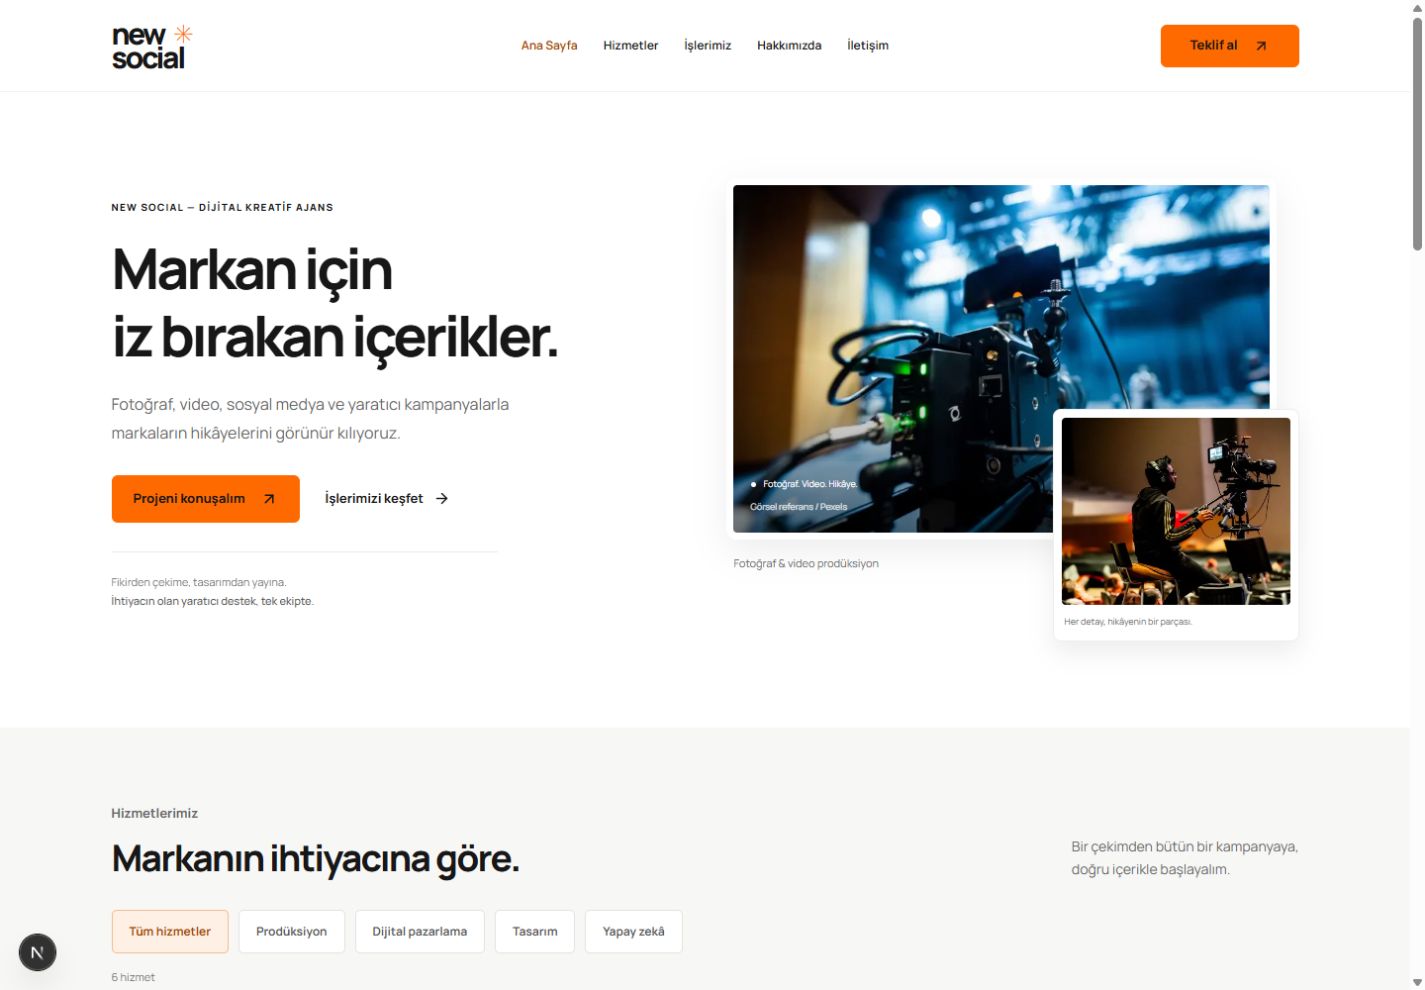 new
social
Ana Sayfa
Hizmetler
İşlerimiz
Hakkımızda
İletişim
Teklif al
NEW SOCIAL — DİJİTAL KREATİF AJANS
Markan için
iz bırakan içerikler.
Fotoğraf, video, sosyal medya ve yaratıcı kampanyalarla
markaların hikâyelerini görünür kılıyoruz.
Projeni konuşalım
İşlerimizi keşfet
Fikirden çekime, tasarımdan yayına.
İhtiyacın olan yaratıcı destek, tek ekipte.
Fotoğraf. Video. Hikâye.
Görsel referans / Pexels
Fotoğraf & video prodüksiyon
Her detay, hikâyenin bir parçası.
Hizmetlerimiz
Markanın ihtiyacına göre.
Bir çekimden bütün bir kampanyaya,
doğru içerikle başlayalım.
Tüm hizmetler
Prodüksiyon
Dijital pazarlama
Tasarım
Yapay zekâ
6 hizmet
N